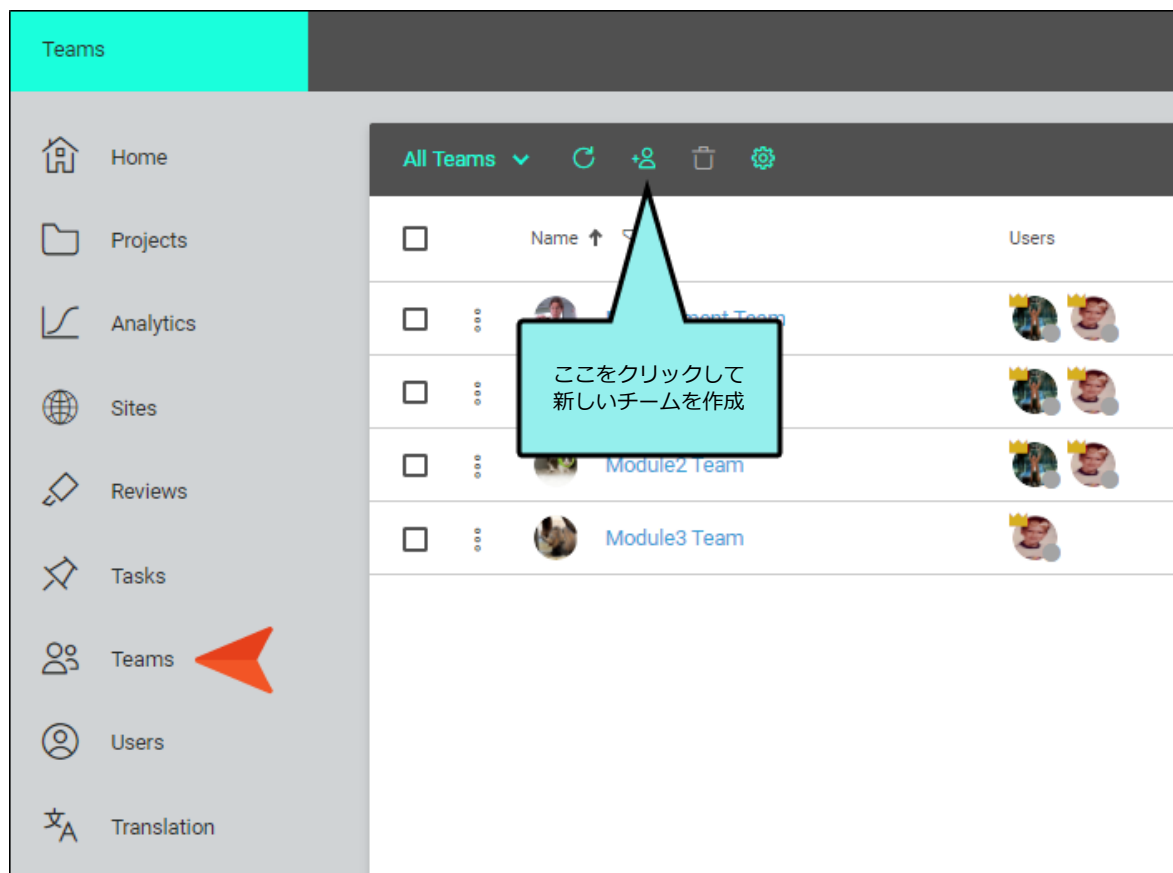 Teams
Home
Projects
Analytics
Sites
Reviews
Tasks
Teams
Users
Translation
All Teams
Name
Users
ここをクリックして
新しいチームを作成
Team
Module2 Team
Module3 Team